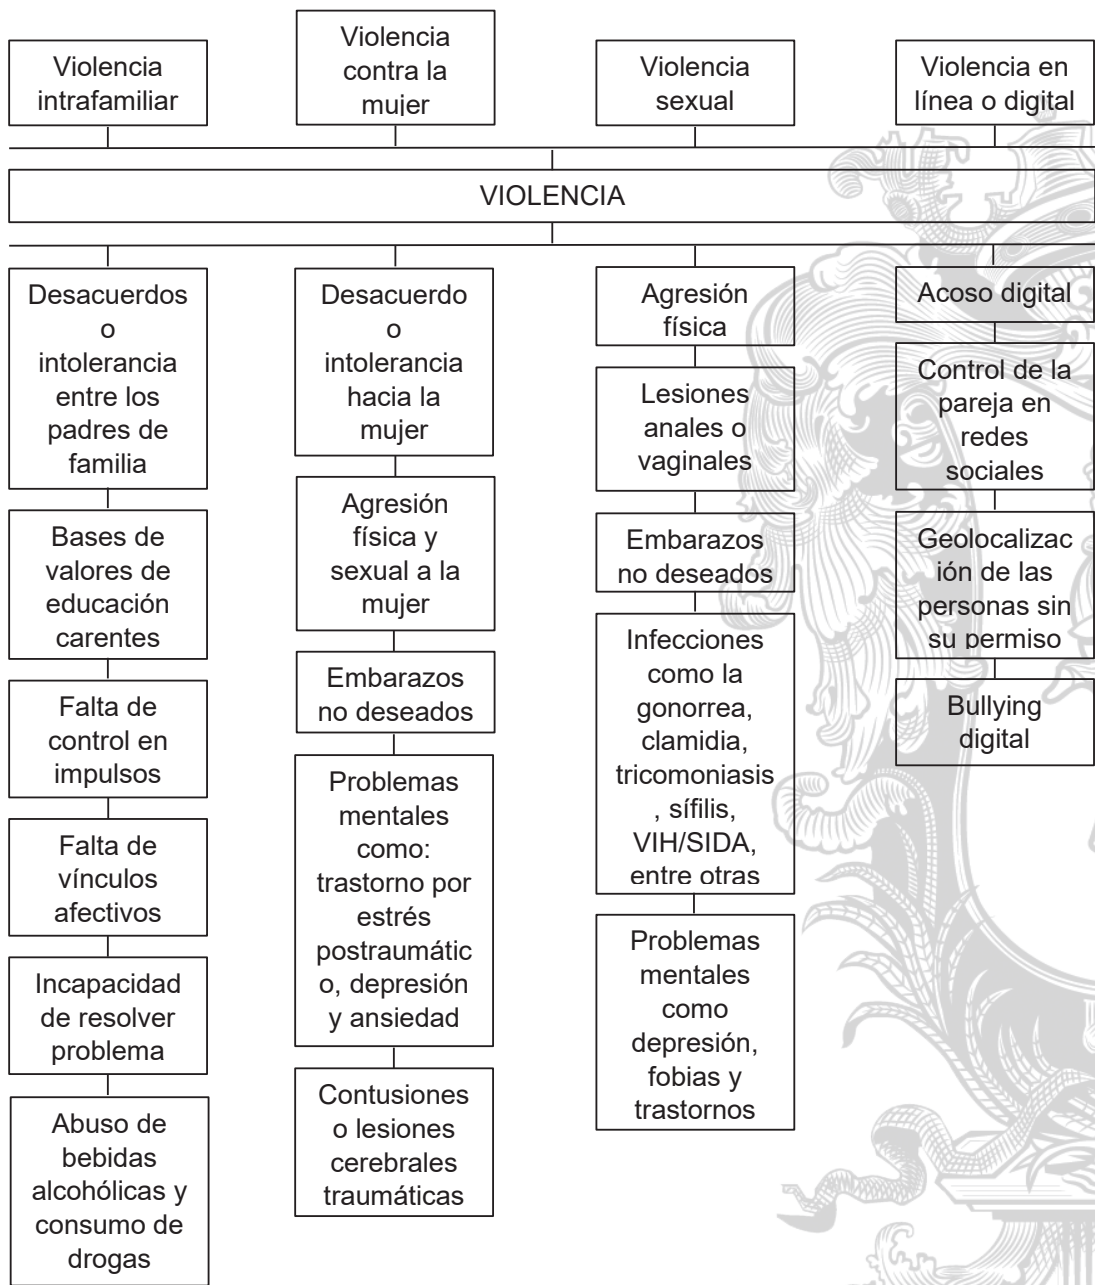 Violencia
intrafamiliar
Violencia
contra la
mujer
Violencia
sexual
Violencia en
línea o digital
VIOLENCIA
Desacuerdos
o
intolerancia
entre los
padres de
familia
Bases de
valores de
educación
carentes
Falta de
control en
impulsos
Falta de
vínculos
afectivos
Incapacidad
de resolver
problema
Abuso de
bebidas
alcohólicas y
consumo de
drogas
Desacuerdo
o
intolerancia
hacia la
mujer
Agresión
física y
sexual a la
mujer
Embarazos
no deseados
Problemas
mentales
como:
trastorno por
estrés
postraumátic
o, depresión
y ansiedad
Contusiones
o lesiones
cerebrales
traumáticas
Agresión
física
Lesiones
anales o
vaginales
Embarazos
no deseados
Infecciones
como la
gonorrea,
clamidia,
tricomoniasis
, sífilis,
VIH/SIDA,
entre otras
Problemas
mentales
como
depresión,
fobias y
trastornos
Acoso digital
Control de la
pareja en
redes
sociales
Geolocalizac
ión de las
personas sin
su permiso
Bullying
digital